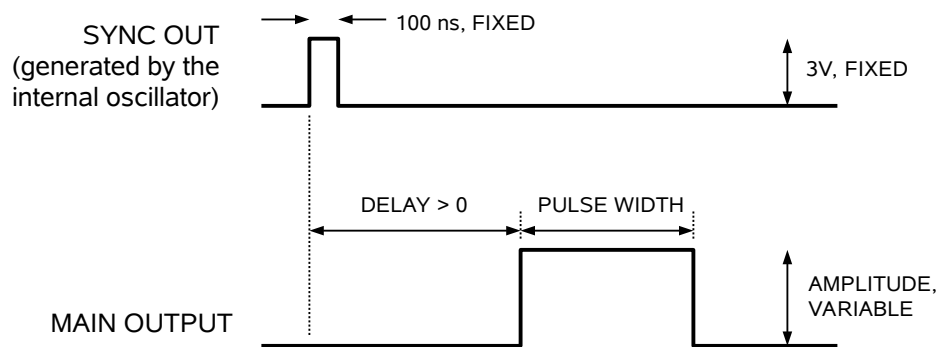 100 ns, FIXED
SYNC OUT
(generated by the
internal oscillator)
3V, FIXED
DELAY > 0
PULSE WIDTH
AMPLITUDE,
VARIABLE
MAIN OUTPUT